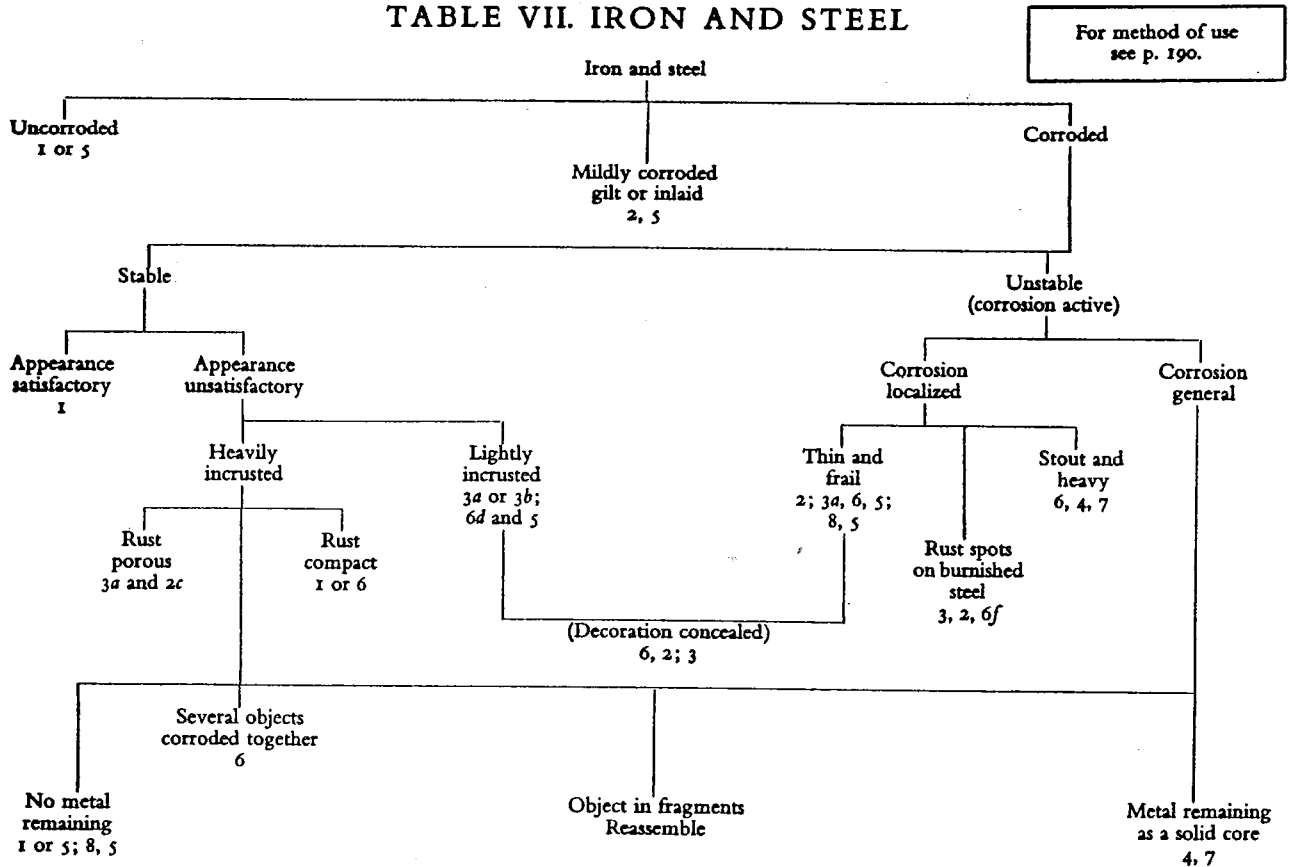 TABLE VII. IRON AND STEEL
For method of use
see p. 190.
Iron and steel
Uncorroded
1 or 5
Mildly corroded
gilt or inlaid
2, 5
Corroded
Stable
Unstable
(corrosion active)
Appearance
satisfactory
1
Appearance
unsatisfactory
Corrosion
localized
Corrosion
general
Heavily
incrusted
Lightly
incrusted
3a or 3b;
6d and 5
Thin and
frail
2; 3a, 6, 5;
8, 5
Stout and
heavy
6, 4, 7
Rust
porous
3a and 2c
Rust
compact
1 or 6
Rust spots
on burnished
steel
3, 2, 6f
(Decoration concealed)
6, 2; 3
Several objects
corroded together
6
No metal
remaining
1 or 5; 8, 5
Object in fragments
Reassemble
Metal remaining
as a solid core
4, 7